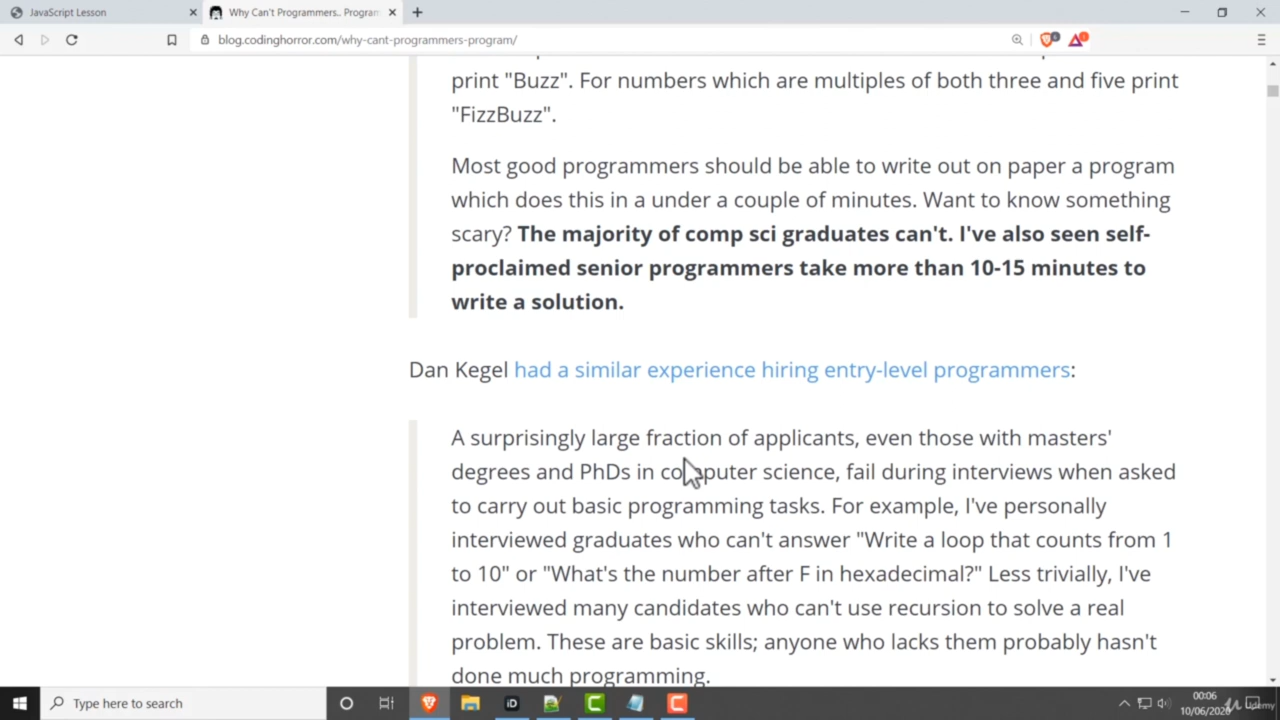 JavaScript Lesson
Why Can't Programmers.. Program
blog.codinghorror.com/why-cant-programmers-program/
print "Buzz". For numbers which are multiples of both three and five print
"FizzBuzz".
Most good programmers should be able to write out on paper a program
which does this in a under a couple of minutes. Want to know something
scary? The majority of comp sci graduates can't. I've also seen self-
proclaimed senior programmers take more than 10-15 minutes to
write a solution.
Dan Kegel had a similar experience hiring entry-level programmers:
A surprisingly large fraction of applicants, even those with masters'
degrees and PhDs in computer science, fail during interviews when asked
to carry out basic programming tasks. For example, I've personally
interviewed graduates who can't answer "Write a loop that counts from 1
to 10" or "What's the number after F in hexadecimal?" Less trivially, I've
interviewed many candidates who can't use recursion to solve a real
problem. These are basic skills; anyone who lacks them probably hasn't
done much programming.
Type here to search
iD
00:06
10/06/2020
Udemy